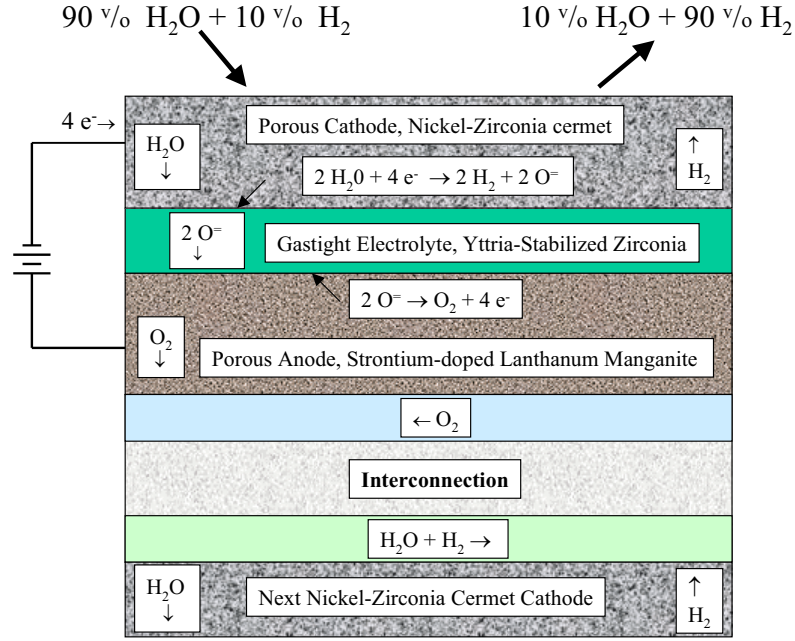 90 v/o H₂O + 10 v/o H₂
10 v/o H₂O + 90 v/o H₂
4 e⁻→
Porous Cathode, Nickel-Zirconia cermet
H₂O
↓
↑
H₂
2 H₂0 + 4 e⁻ → 2 H₂ + 2 O⁼
2 O⁼
↓
Gastight Electrolyte, Yttria-Stabilized Zirconia
2 O⁼ → O₂ + 4 e⁻
O₂
↓
Porous Anode, Strontium-doped Lanthanum Manganite
← O₂
Interconnection
H₂O + H₂ →
H₂O
↓
Next Nickel-Zirconia Cermet Cathode
↑
H₂